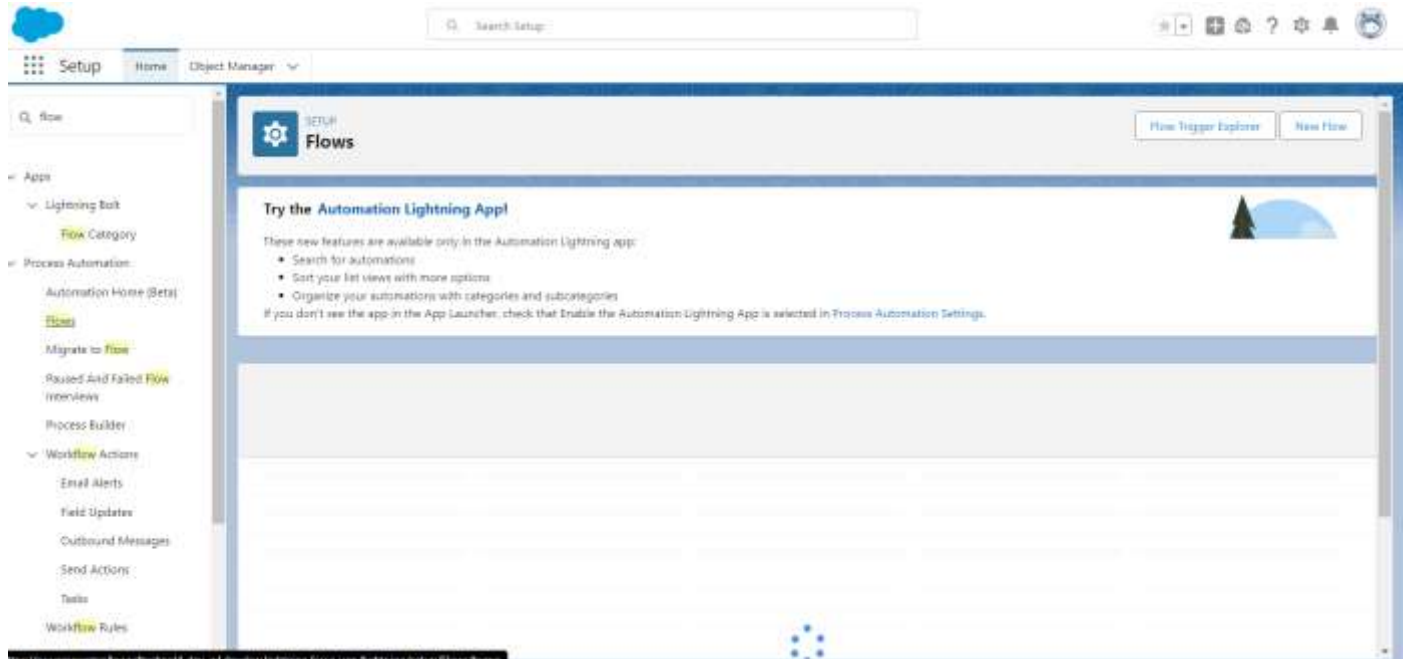 Search Setup
Setup
Home
Object Manager
flow
Apps
Lightning Bolt
Flow Category
Process Automation
Automation Home (Beta)
Flows
Migrate to Flow
Paused And Failed Flow
Interviews
Process Builder
Workflow Actions
Email Alerts
Field Updates
Outbound Messages
Send Actions
Tasks
Workflow Rules
SETUP
Flows
Flow Trigger Explorer
New Flow
Try the Automation Lightning App!
These new features are available only in the Automation Lightning app:
• Search for automations
• Sort your list views with more options
• Organize your automations with categories and subcategories
If you don't see the app in the App Launcher, check that Enable the Automation Lightning App is selected in Process Automation Settings.